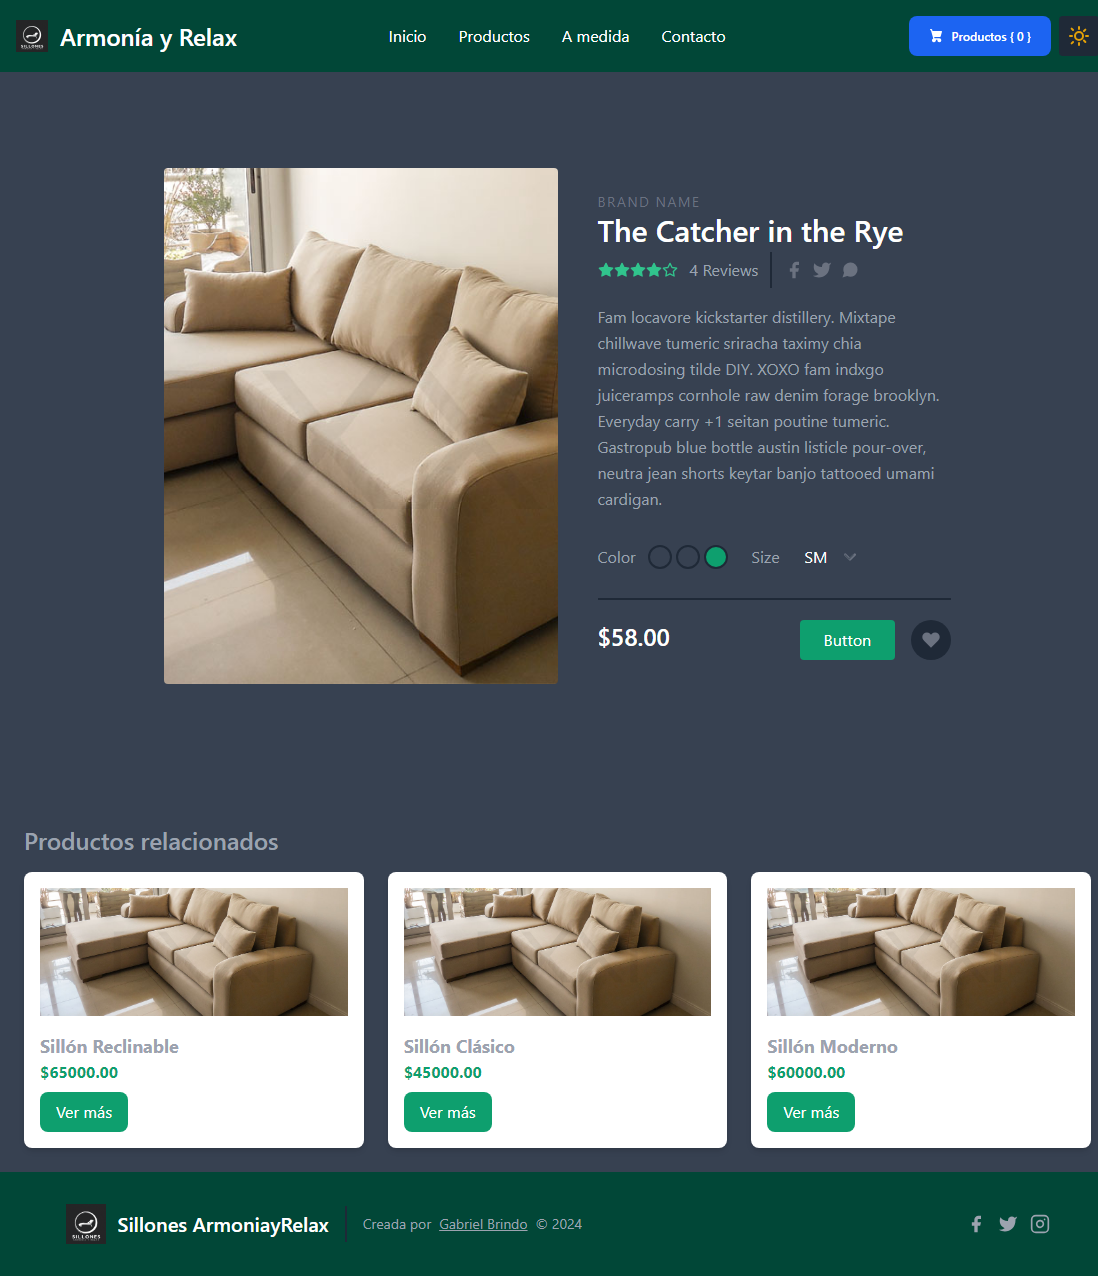 SILLONES
Armonía y Relax
Inicio
Productos
A medida
Contacto
Productos { 0 }
BRAND NAME
The Catcher in the Rye
4 Reviews
Fam locavore kickstarter distillery. Mixtape
chillwave tumeric sriracha taximy chia
microdosing tilde DIY. XOXO fam indxgo
juiceramps cornhole raw denim forage brooklyn.
Everyday carry +1 seitan poutine tumeric.
Gastropub blue bottle austin listicle pour-over,
neutra jean shorts keytar banjo tattooed umami
cardigan.
Color
Size
SM
$58.00
Button
Productos relacionados
Sillón Reclinable
$65000.00
Ver más
Sillón Clásico
$45000.00
Ver más
Sillón Moderno
$60000.00
Ver más
SILLONES
Sillones ArmoniayRelax
Creada por Gabriel Brindo © 2024